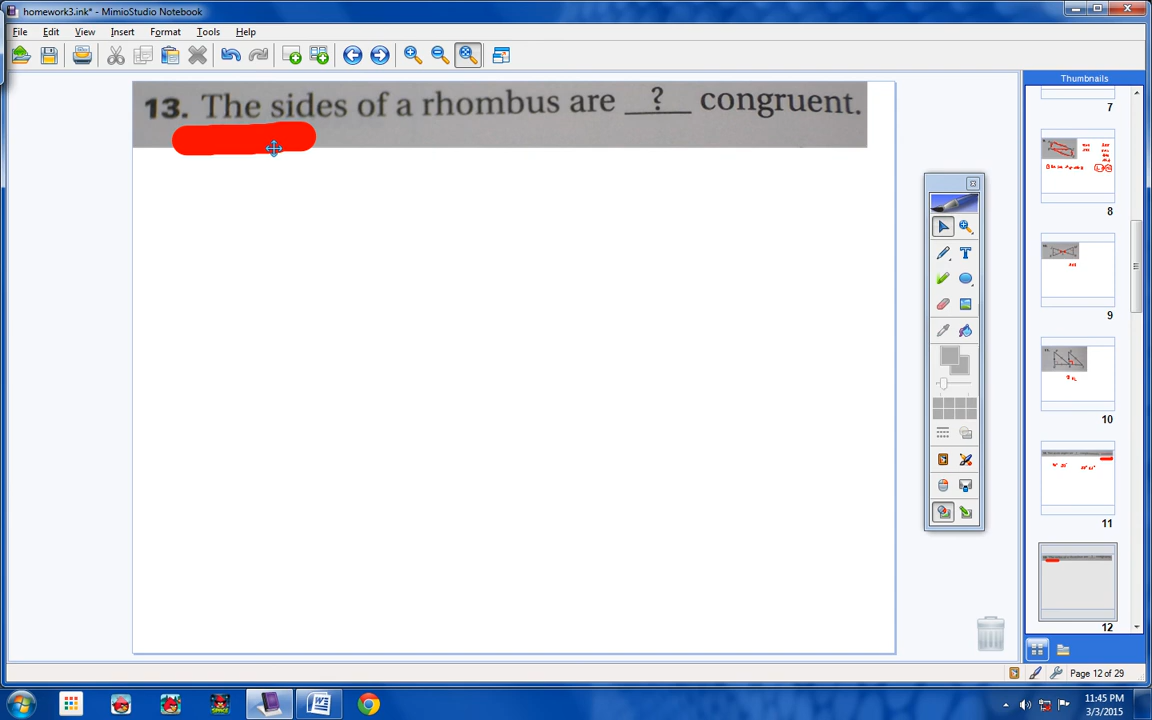 homework3.ink* - MimioStudio Notebook
File Edit View Insert Format Tools Help
13. The sides of a rhombus are ? congruent.
Thumbnails
7
8
9
10
11
12
T
Page 12 of 29
11:45 PM
3/3/2015